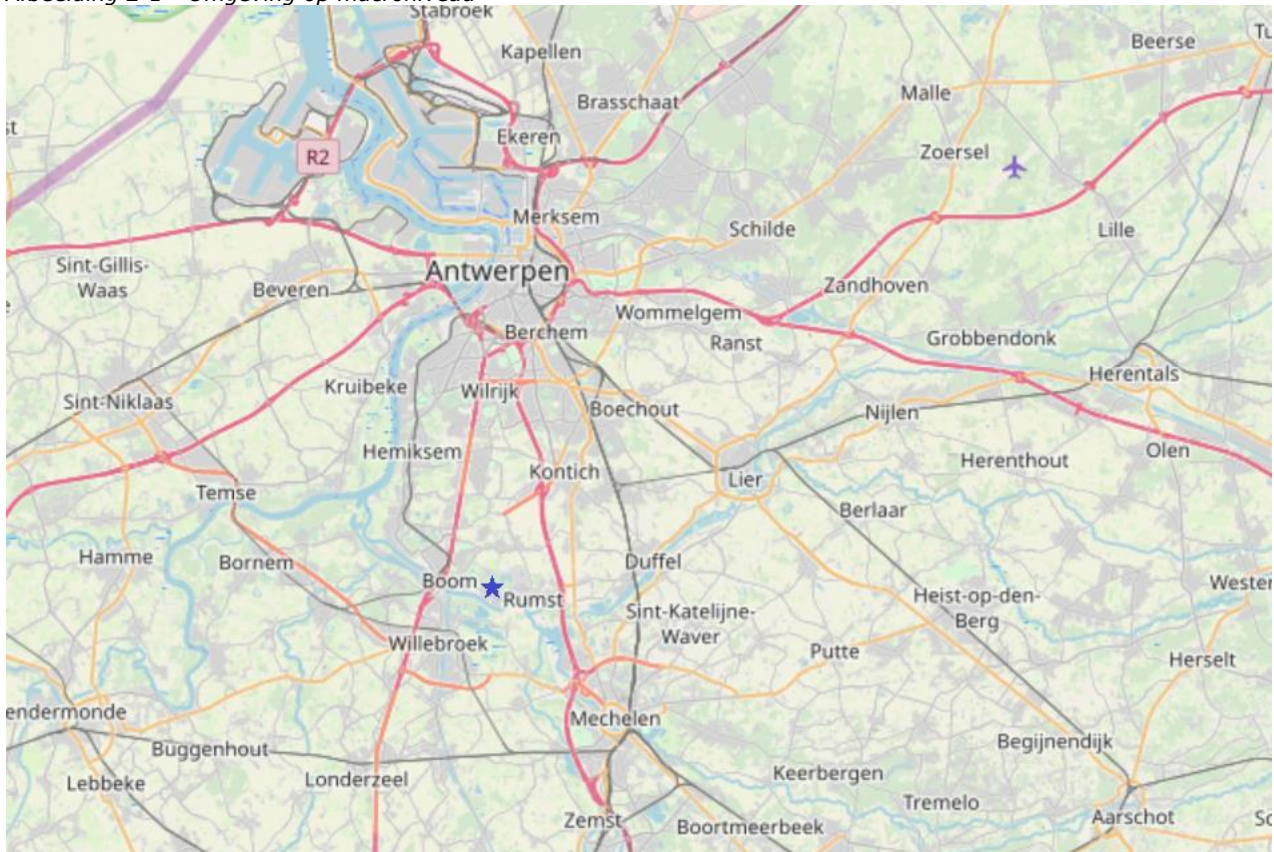 Stabroek
Kapellen
Beerse
Brasschaat
Malle
Ekeren
Zoersel
R2
Merksem
Schilde
Lille
Sint-Gillis-
Waas
Antwerpen
Beveren
Zandhoven
Wommelgem
Berchem
Ranst
Grobbendonk
Herentals
Kruibeke
Wilrijk
Sint-Niklaas
Boechout
Nijlen
Hemiksem
Olen
Herenthout
Kontich
Lier
Temse
Berlaar
Hamme
Bornem
Duffel
Boom
Rumst
Heist-op-den-
Berg
Sint-Katelijne-
Waver
Willebroek
Putte
Herselt
endermonde
Mechelen
Buggenhout
Begijnendijk
Londerzeel
Lebbeke
Keerbergen
Tremelo
Aarschot
Zemst
Boortmeerbeek